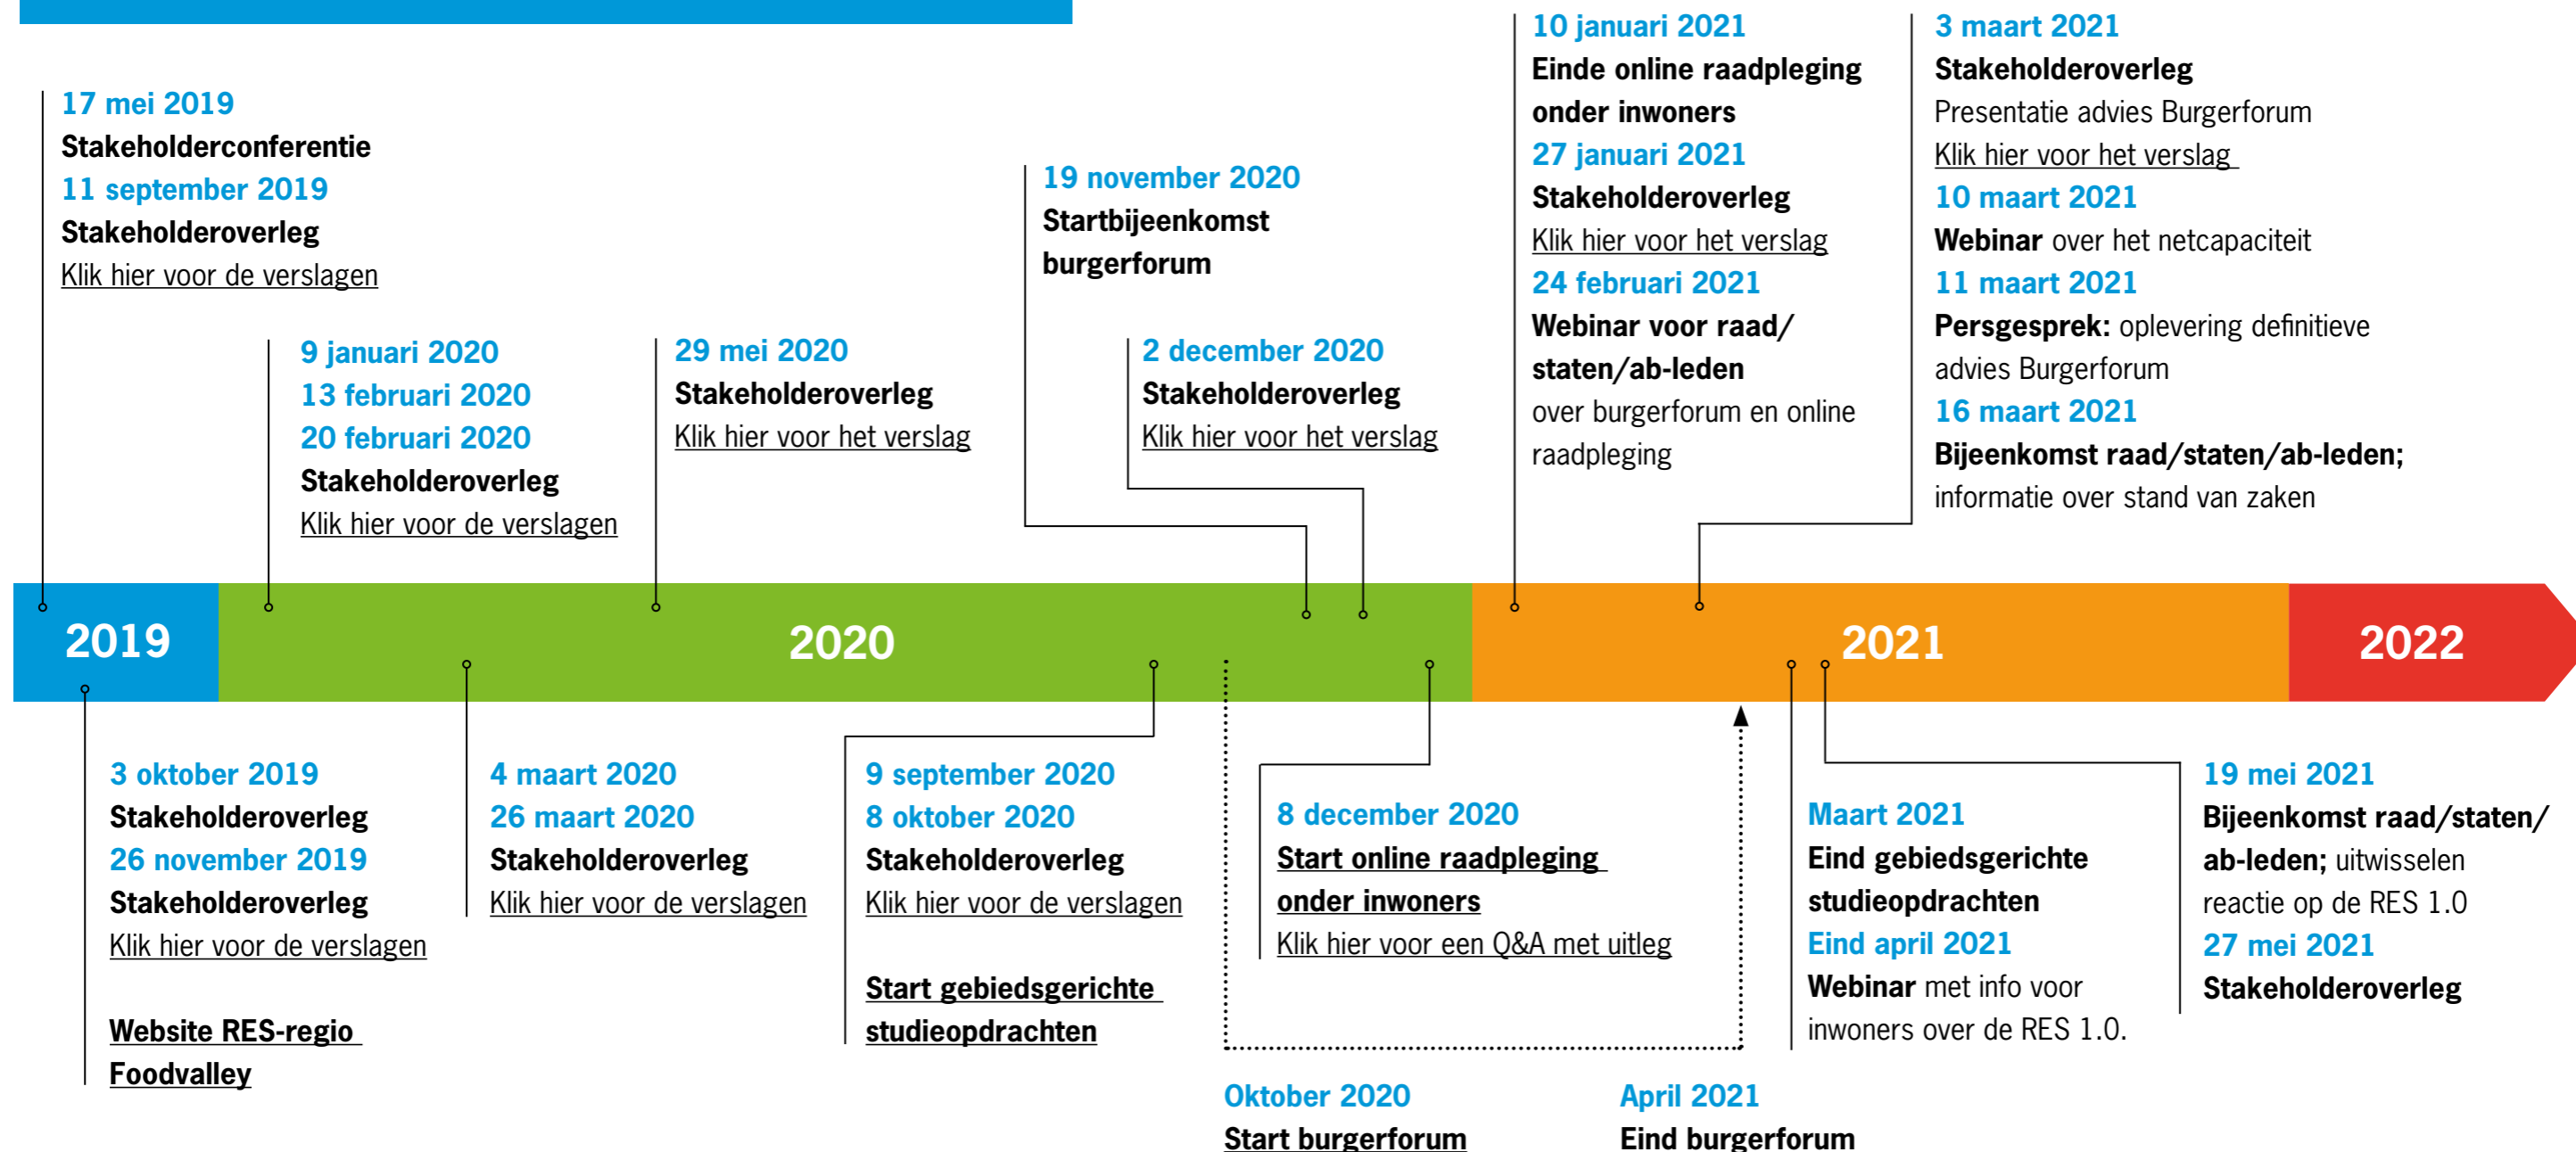 17 mei 2019
Stakeholderconferentie
11 september 2019
Stakeholderoverleg
Klik hier voor de verslagen
9 januari 2020
13 februari 2020
20 februari 2020
Stakeholderoverleg
Klik hier voor de verslagen
29 mei 2020
Stakeholderoverleg
Klik hier voor het verslag
19 november 2020
Startbijeenkomst
burgerforum
2 december 2020
Stakeholderoverleg
Klik hier voor het verslag
10 januari 2021
Einde online raadpleging
onder inwoners
27 januari 2021
Stakeholderoverleg
Klik hier voor het verslag
24 februari 2021
Webinar voor raad/
staten/ab-leden
over burgerforum en online
raadpleging
3 maart 2021
Stakeholderoverleg
Presentatie advies Burgerforum
Klik hier voor het verslag
10 maart 2021
Webinar over het netcapaciteit
11 maart 2021
Persgesprek: oplevering definitieve
advies Burgerforum
16 maart 2021
Bijeenkomst raad/staten/ab-leden;
informatie over stand van zaken
2019
2020
2021
2022
3 oktober 2019
Stakeholderoverleg
26 november 2019
Stakeholderoverleg
Klik hier voor de verslagen
Website RES-regio
Foodvalley
4 maart 2020
26 maart 2020
Stakeholderoverleg
Klik hier voor de verslagen
9 september 2020
8 oktober 2020
Stakeholderoverleg
Klik hier voor de verslagen
Start gebiedsgerichte
studieopdrachten
8 december 2020
Start online raadpleging
onder inwoners
Klik hier voor een Q&A met uitleg
Oktober 2020
Start burgerforum
April 2021
Eind burgerforum
Maart 2021
Eind gebiedsgerichte
studieopdrachten
Eind april 2021
Webinar met info voor
inwoners over de RES 1.0.
19 mei 2021
Bijeenkomst raad/staten/
ab-leden; uitwisselen
reactie op de RES 1.0
27 mei 2021
Stakeholderoverleg